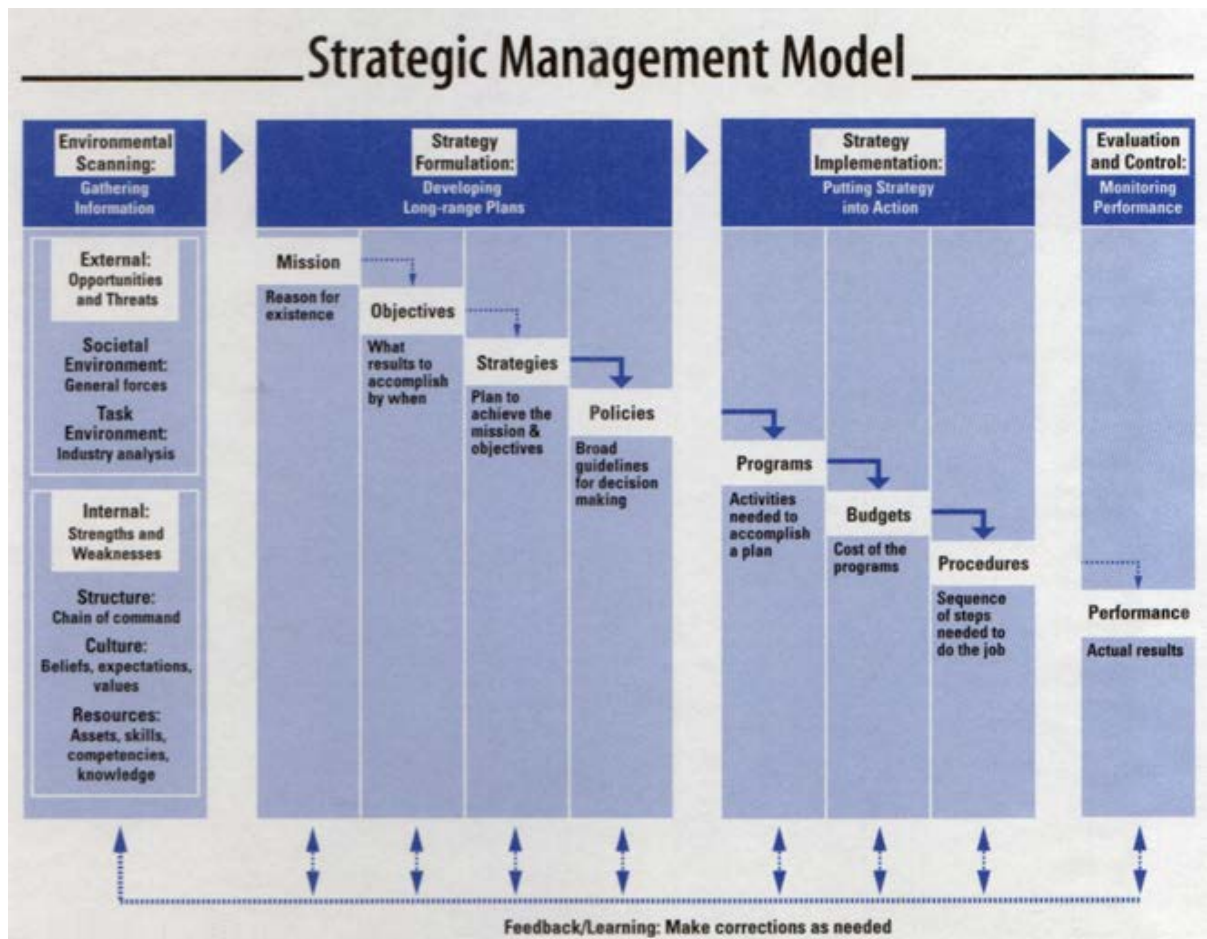 Strategic Management Model
Environmental
Scanning:
Gathering
Information
External:
Opportunities
and Threats
Societal
Environment:
General forces
Task
Environment:
Industry analysis
Internal:
Strengths and
Weaknesses
Structure:
Chain of command
Culture:
Beliefs, expectations,
values
Resources:
Assets, skills,
competencies,
knowledge
Strategy
Formulation:
Developing
Long-range Plans
Mission
Reason for
existence
Objectives
What
results to
accomplish
by when
Strategies
Plan to
achieve the
mission &
objectives
Policies
Broad
guidelines
for decision
making
Strategy
Implementation:
Putting Strategy
into Action
Programs
Activities
needed to
accomplish
a plan
Budgets
Cost of the
programs
Procedures
Sequence
of steps
needed to
do the job
Evaluation
and Control:
Monitoring
Performance
Performance
Actual results
Feedback/Learning: Make corrections as needed